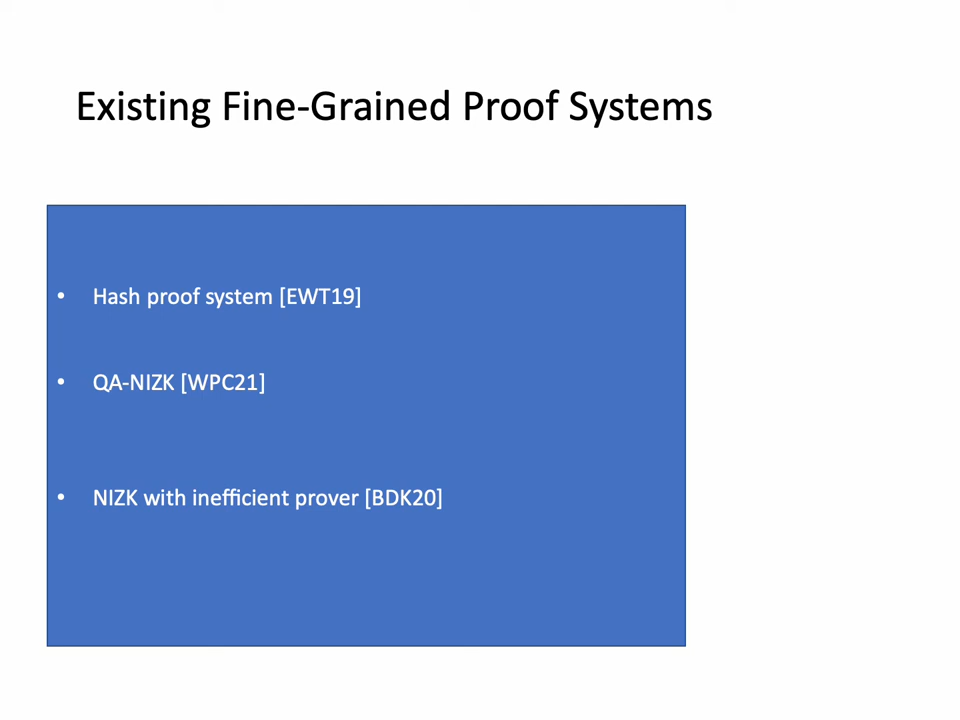 Existing Fine-Grained Proof Systems
• Hash proof system [EWT19]
• QA-NIZK [WPC21]
• NIZK with inefficient prover [BDK20]